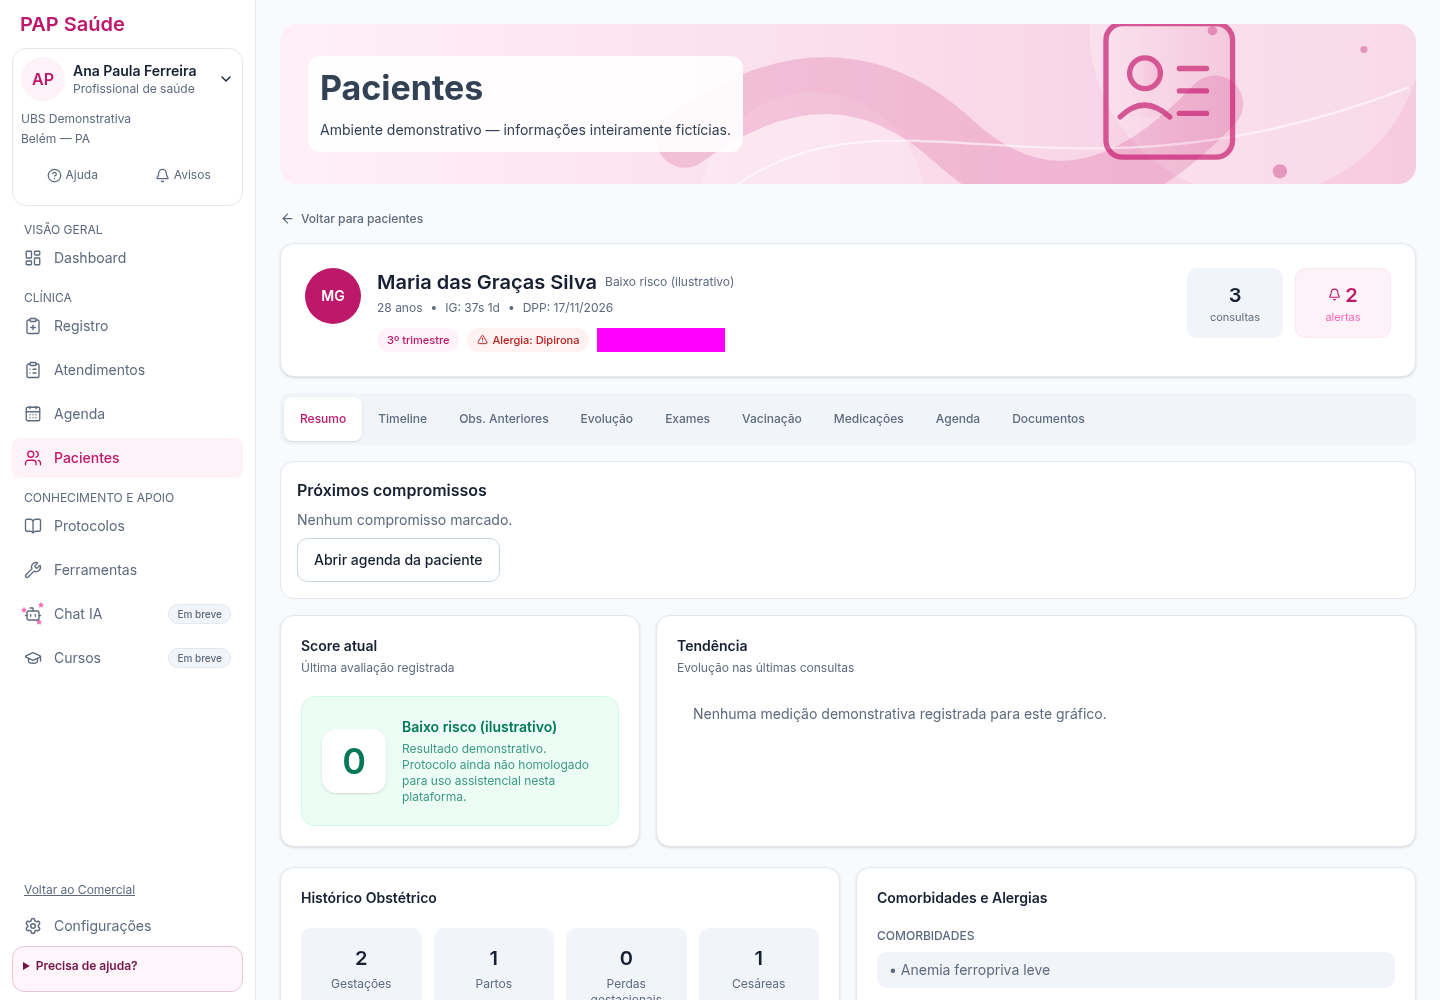 PAP Saúde
AP
Ana Paula Ferreira
Profissional de saúde
UBS Demonstrativa
Belém — PA
Ajuda
Avisos
VISÃO GERAL
Dashboard
CLÍNICA
Registro
Atendimentos
Agenda
Pacientes
CONHECIMENTO E APOIO
Protocolos
Ferramentas
Chat IA
Em breve
Cursos
Em breve
Voltar ao Comercial
Configurações
Precisa de ajuda?
Pacientes
Ambiente demonstrativo — informações inteiramente fictícias.
Voltar para pacientes
MG
Maria das Graças Silva
Baixo risco (ilustrativo)
28 anos • IG: 37s 1d • DPP: 17/11/2026
3º trimestre
Alergia: Dipirona
3
consultas
2
alertas
Resumo
Timeline
Obs. Anteriores
Evolução
Exames
Vacinação
Medicações
Agenda
Documentos
Próximos compromissos
Nenhum compromisso marcado.
Abrir agenda da paciente
Score atual
Última avaliação registrada
0
Baixo risco (ilustrativo)
Resultado demonstrativo.
Protocolo ainda não homologado
para uso assistencial nesta
plataforma.
Tendência
Evolução nas últimas consultas
Nenhuma medição demonstrativa registrada para este gráfico.
Histórico Obstétrico
2
Gestações
1
Partos
0
Perdas
gestacionais
1
Cesáreas
Comorbidades e Alergias
COMORBIDADES
• Anemia ferropriva leve